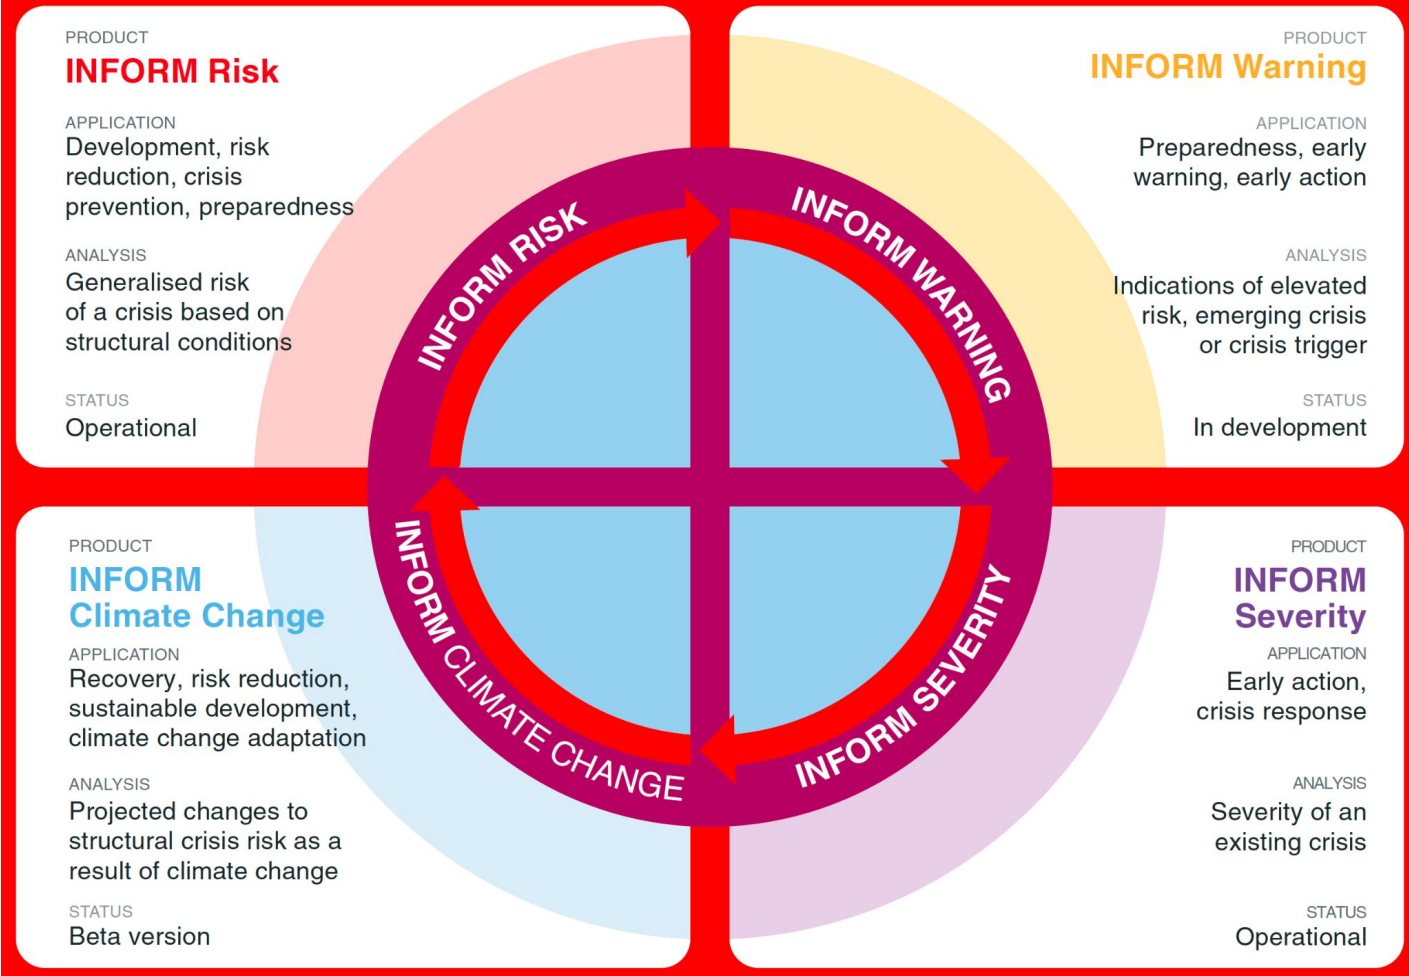 PRODUCT
INFORM Risk
APPLICATION
Development, risk
reduction, crisis
prevention, preparedness
ANALYSIS
Generalised risk
of a crisis based on
structural conditions
STATUS
Operational
PRODUCT
INFORM Warning
APPLICATION
Preparedness, early
warning, early action
ANALYSIS
Indications of elevated
risk, emerging crisis
or crisis trigger
STATUS
In development
INFORM RISK
INFORM WARNING
INFORM CLIMATE CHANGE
INFORM SEVERITY
PRODUCT
INFORM
Climate Change
APPLICATION
Recovery, risk reduction,
sustainable development,
climate change adaptation
ANALYSIS
Projected changes to
structural crisis risk as a
result of climate change
STATUS
Beta version
PRODUCT
INFORM
Severity
APPLICATION
Early action,
crisis response
ANALYSIS
Severity of an
existing crisis
STATUS
Operational